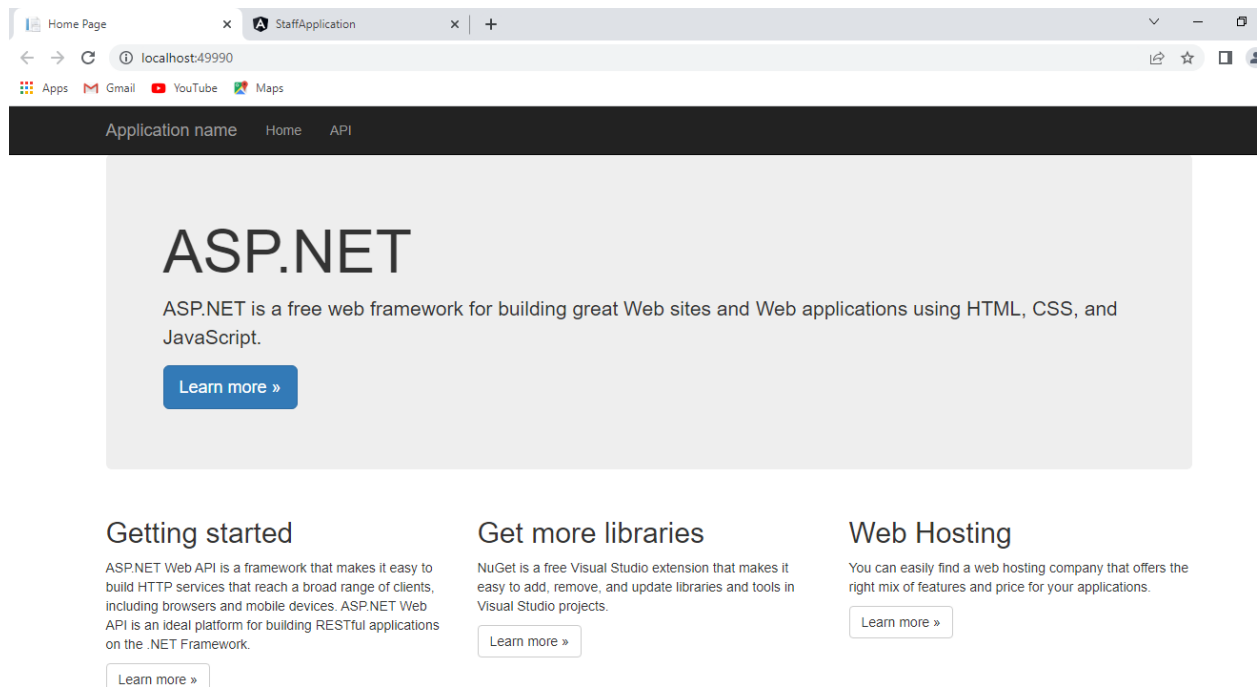 Home Page
StaffApplication
localhost:49990
Apps Gmail YouTube Maps
Application name Home API
ASP.NET
ASP.NET is a free web framework for building great Web sites and Web applications using HTML, CSS, and
JavaScript.
Learn more »
Getting started
ASP.NET Web API is a framework that makes it easy to
build HTTP services that reach a broad range of clients,
including browsers and mobile devices. ASP.NET Web
API is an ideal platform for building RESTful applications
on the .NET Framework.
Learn more »
Get more libraries
NuGet is a free Visual Studio extension that makes it
easy to add, remove, and update libraries and tools in
Visual Studio projects.
Learn more »
Web Hosting
You can easily find a web hosting company that offers the
right mix of features and price for your applications.
Learn more »